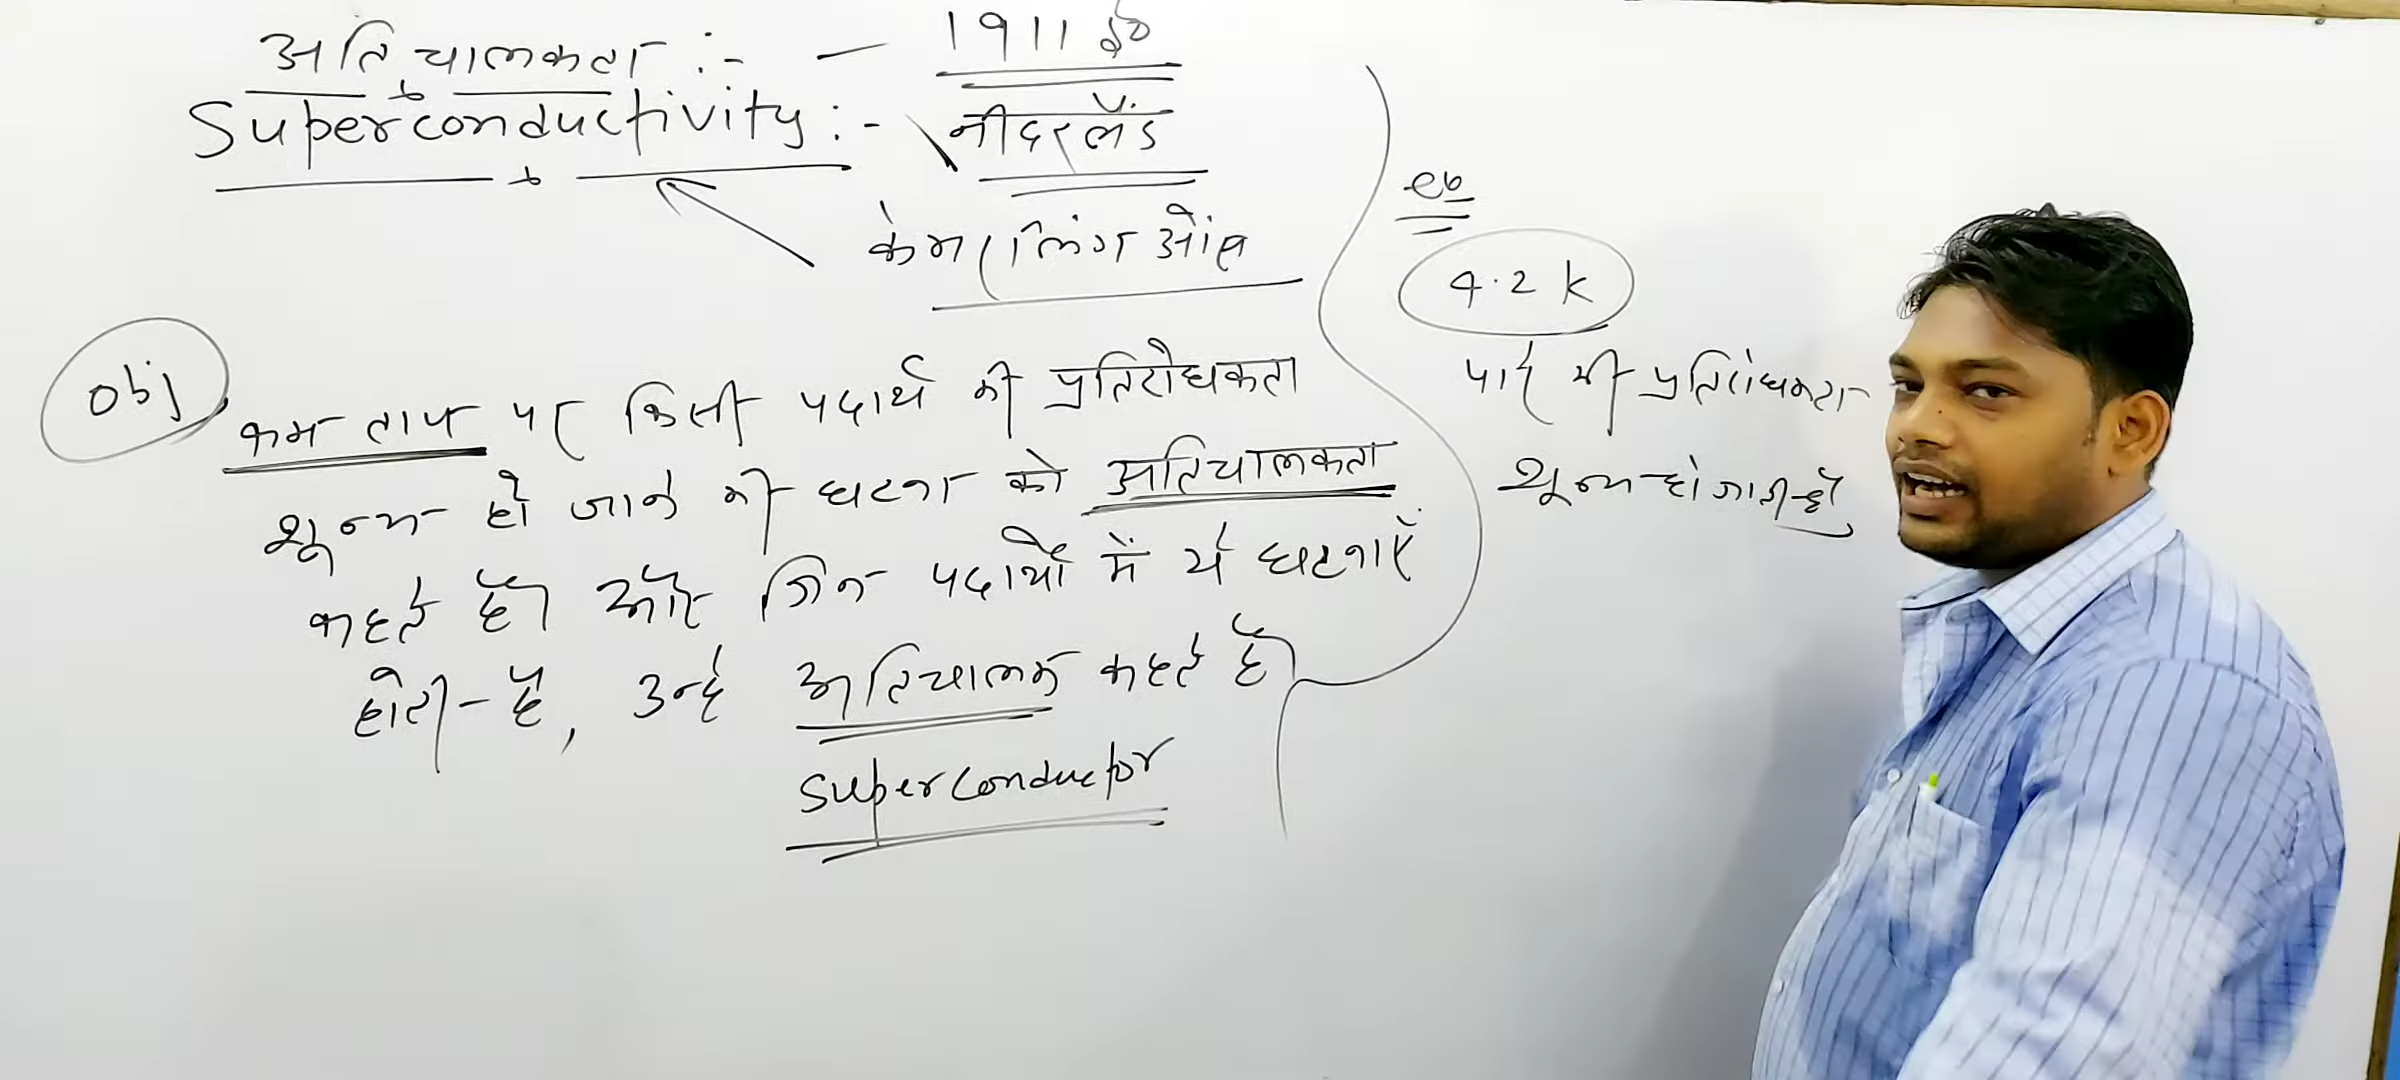 अतिचालकता :- — 1911 ई०
Superconductivity :- नीदरलैंड
केमरलिंग ओंस
Obj
कम ताप पर किसी पदार्थ की प्रतिरोधकता
शून्य हो जाने की घटना को अतिचालकता
कहते हैं। और जिन पदार्थों में ये घटनाएँ
होती है, उन्हें अतिचालक कहते हैं
Superconductor
4.2 K
पारे की प्रतिरोधकता
शून्य हो जाती है